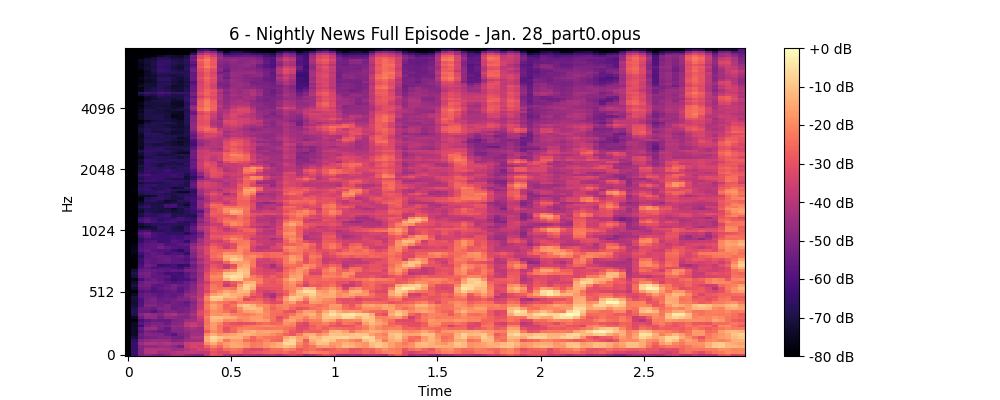 6 - Nightly News Full Episode - Jan. 28_part0.opus
Hz
4096
2048
1024
512
0
0
0.5
1
1.5
2
2.5
Time
+0 dB
-10 dB
-20 dB
-30 dB
-40 dB
-50 dB
-60 dB
-70 dB
-80 dB